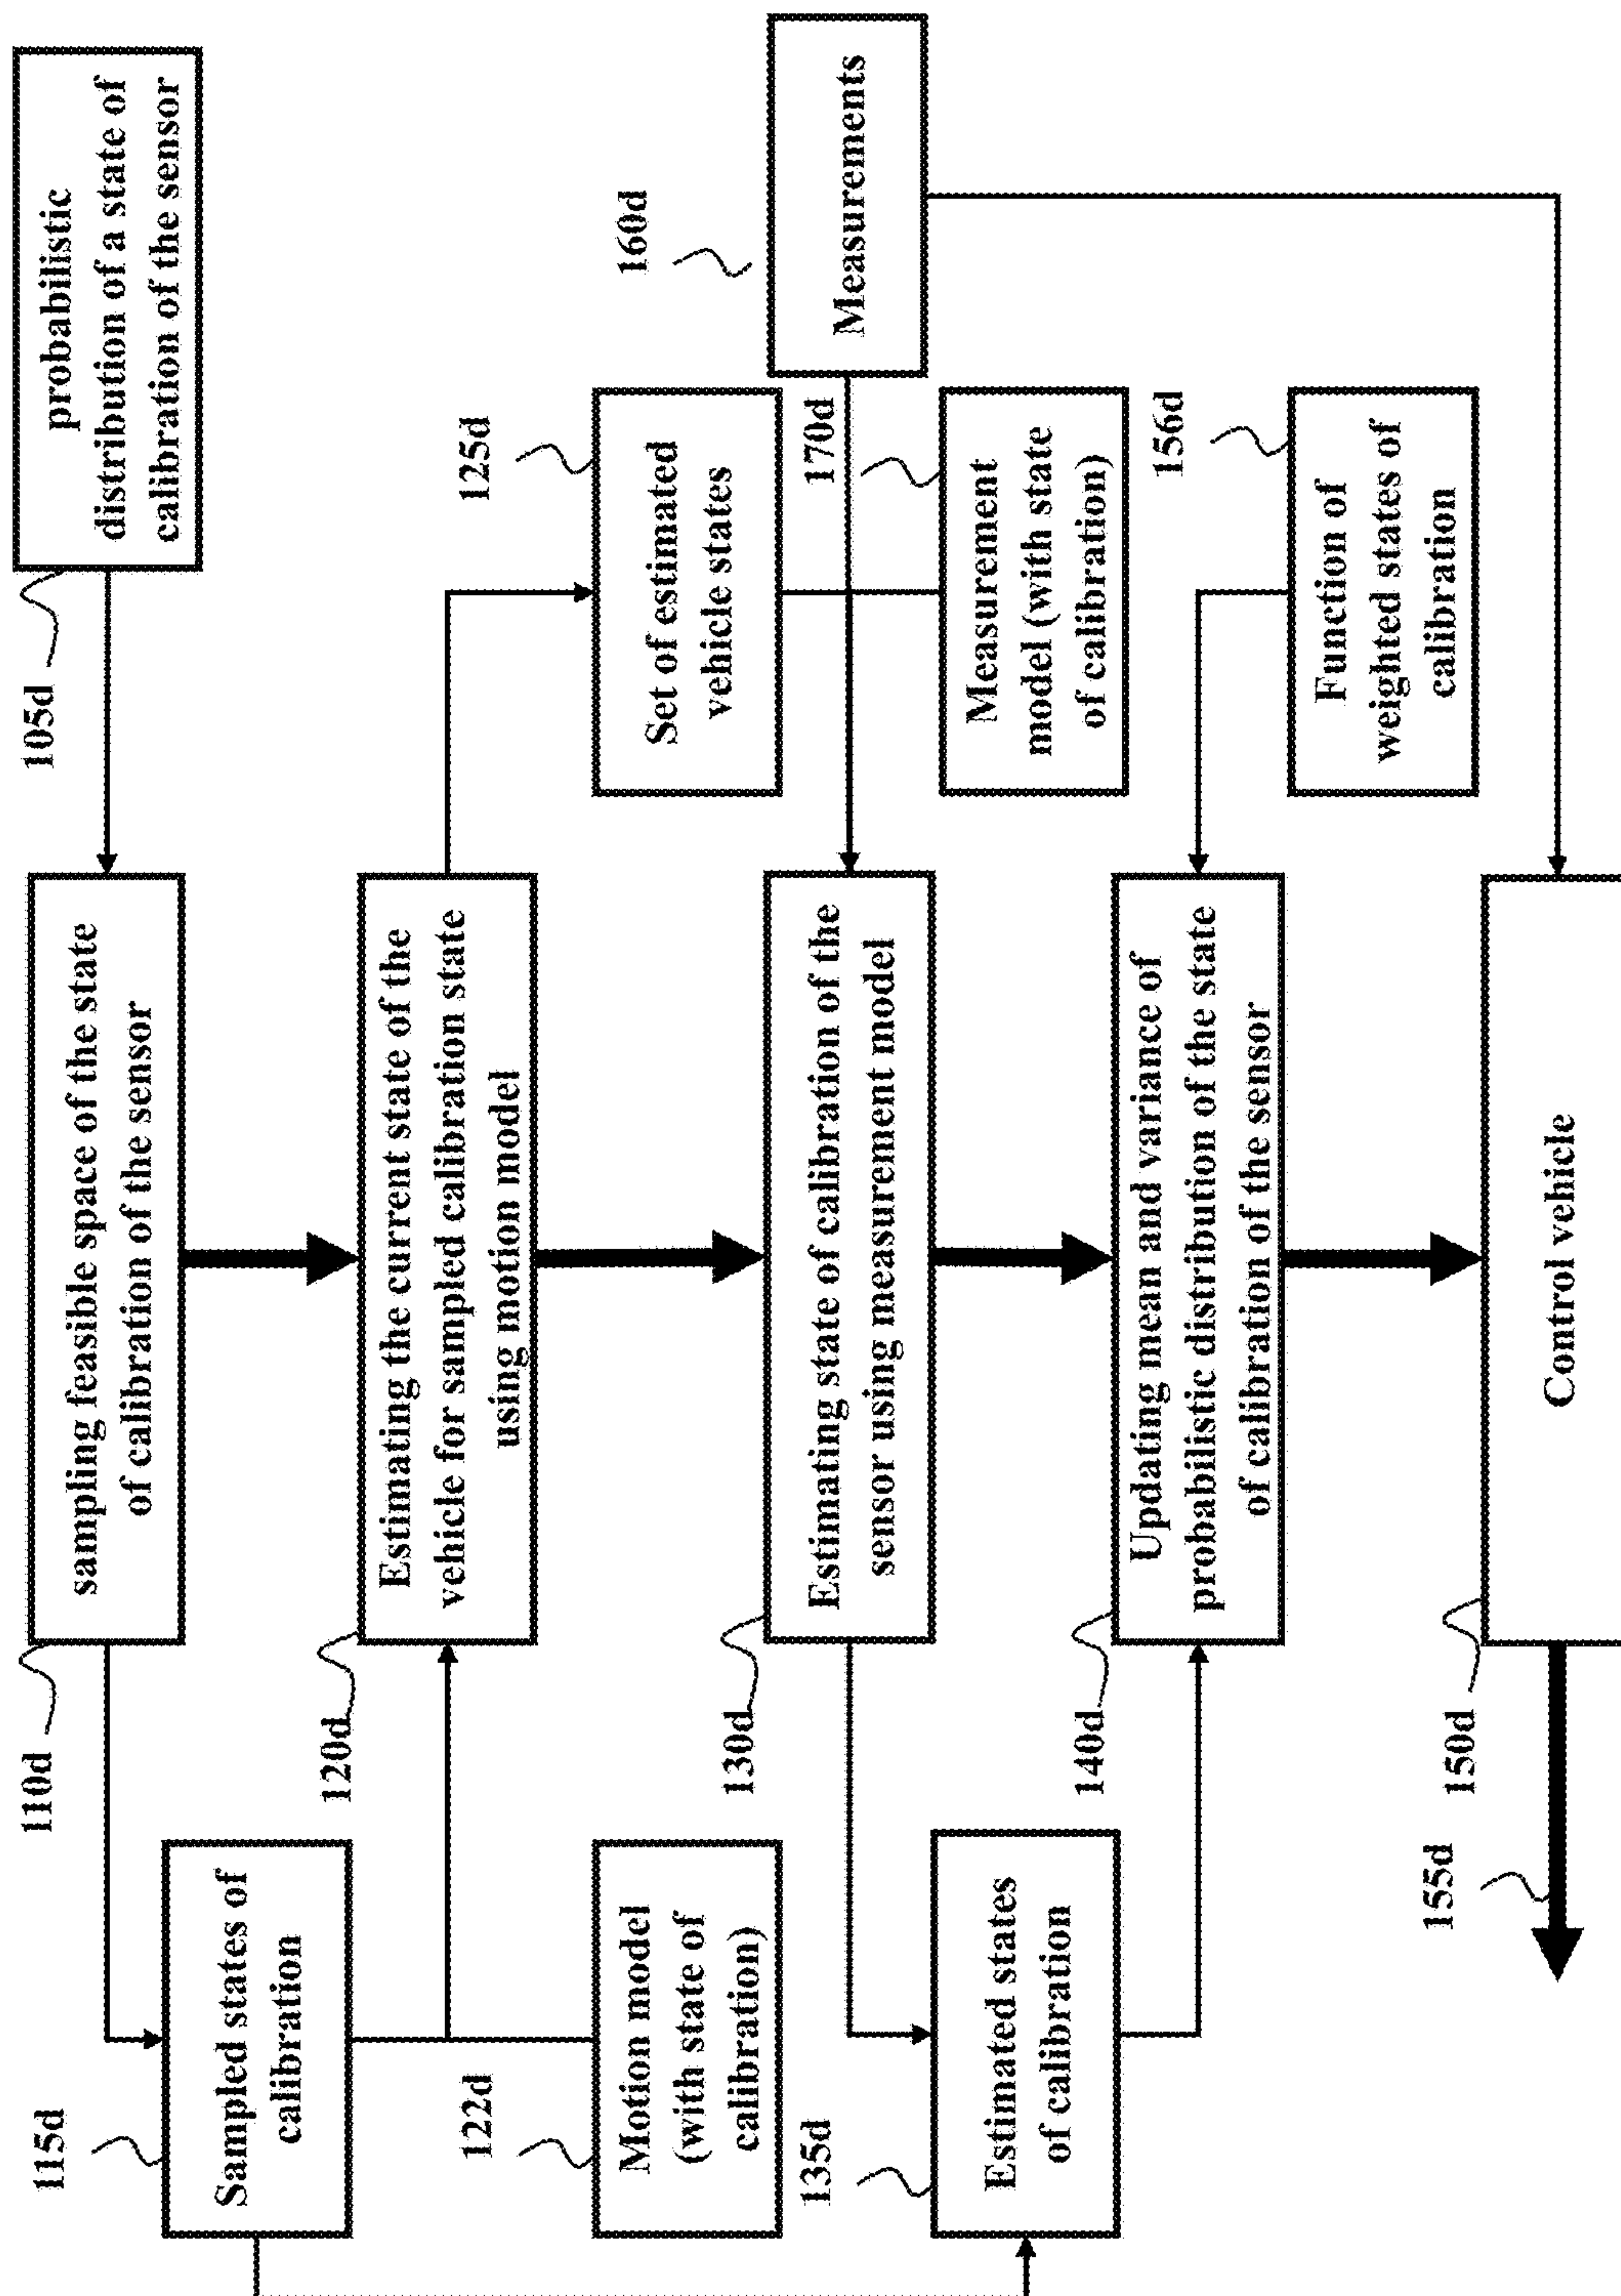 probabilistic
distribution of a state of
calibration of the sensor
105d
110d
sampling feasible space of the state
of calibration of the sensor
115d
Sampled states of
calibration
120d
Estimating the current state of the
vehicle for sampled calibration state
using motion model
122d
Motion model
(with state of
calibration)
125d
Set of estimated
vehicle states
160d
Measurements
130d
Estimating state of calibration of the
sensor using measurement model
170d
Measurement
model (with state
of calibration)
135d
Estimated states
of calibration
140d
Updating mean and variance of
probabilistic distribution of the state
of calibration of the sensor
156d
Function of
weighted states of
calibration
150d
Control vehicle
155d